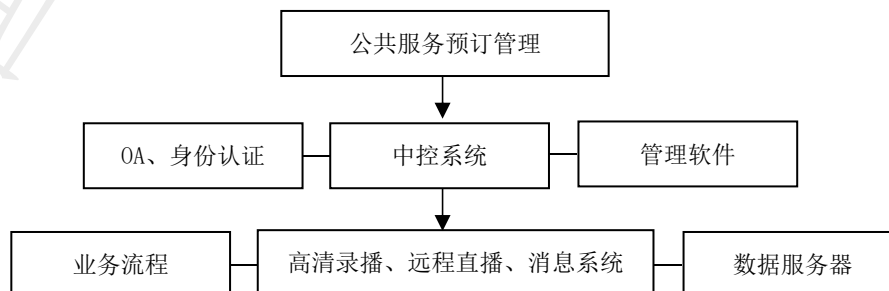 公共服务预订管理
OA、身份认证
中控系统
管理软件
业务流程
高清录播、远程直播、消息系统
数据服务器